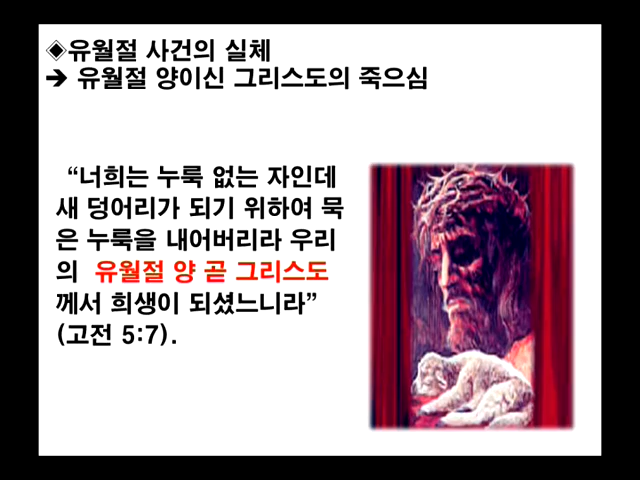 ◈유월절 사건의 실체
➔ 유월절 양이신 그리스도의 죽으심
“너희는 누룩 없는 자인데
새 덩어리가 되기 위하여 묵
은 누룩을 내어버리라 우리
의 유월절 양 곧 그리스도
께서 희생이 되셨느니라”
(고전 5:7).